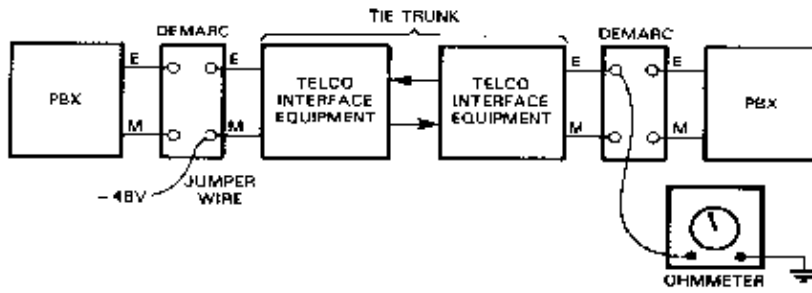 TIE TRUNK
DEMARC
DEMARC
E
E
E
E
PBX
TELCO
INTERFACE
EQUIPMENT
TELCO
INTERFACE
EQUIPMENT
PBX
M
M
M
M
-48V
JUMPER
WIRE
OHMMETER